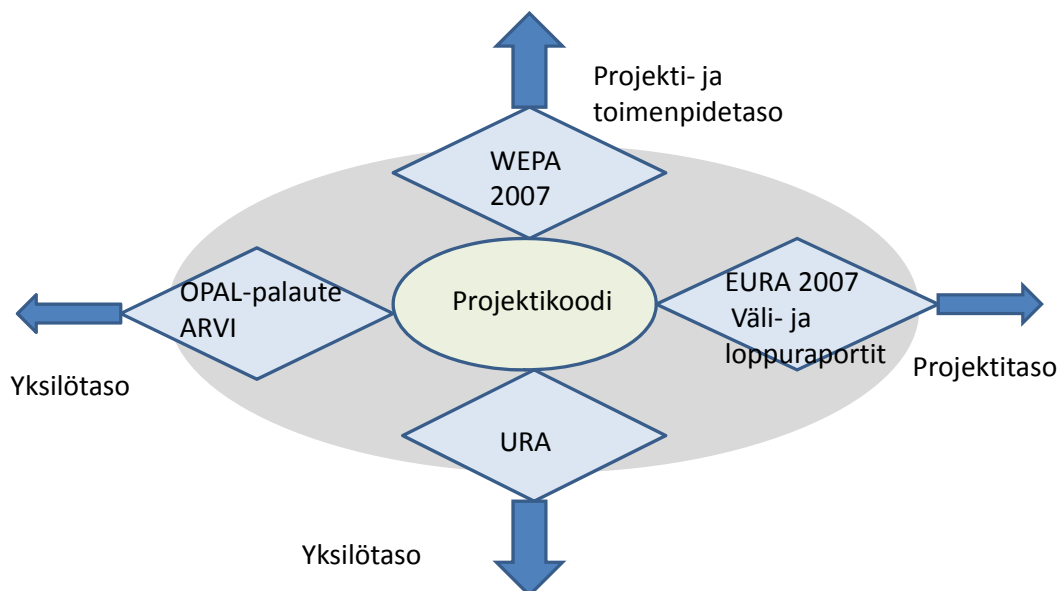 Projekti- ja
toimenpidetaso
WEPA
2007
OPAL-palaute
ARVI
Projektikoodi
EURA 2007
Väli- ja
loppuraportit
Yksilötaso
Projektitaso
URA
Yksilötaso